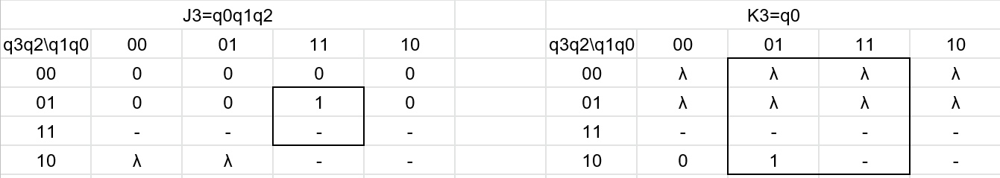 J3=q0q1q2 K3=q0
q3q2\q1q0 00 01 11 10 q3q2\q1q0 00 01 11 10
00 0 0 0 0 00 λ λ λ λ
01 0 0 1 0 01 λ λ λ λ
11 - - - - 11 - - - -
10 λ λ - - 10 0 1 - -